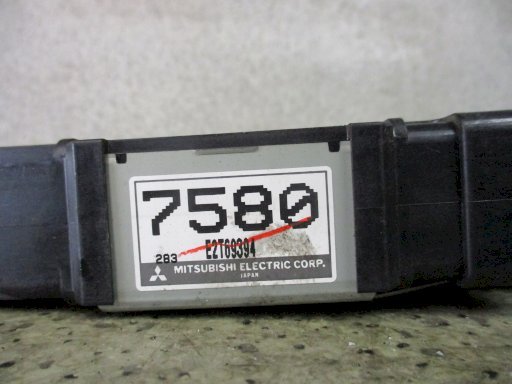 7580
E2T69394
283
MITSUBISHI ELECTRIC CORP.
JAPAN